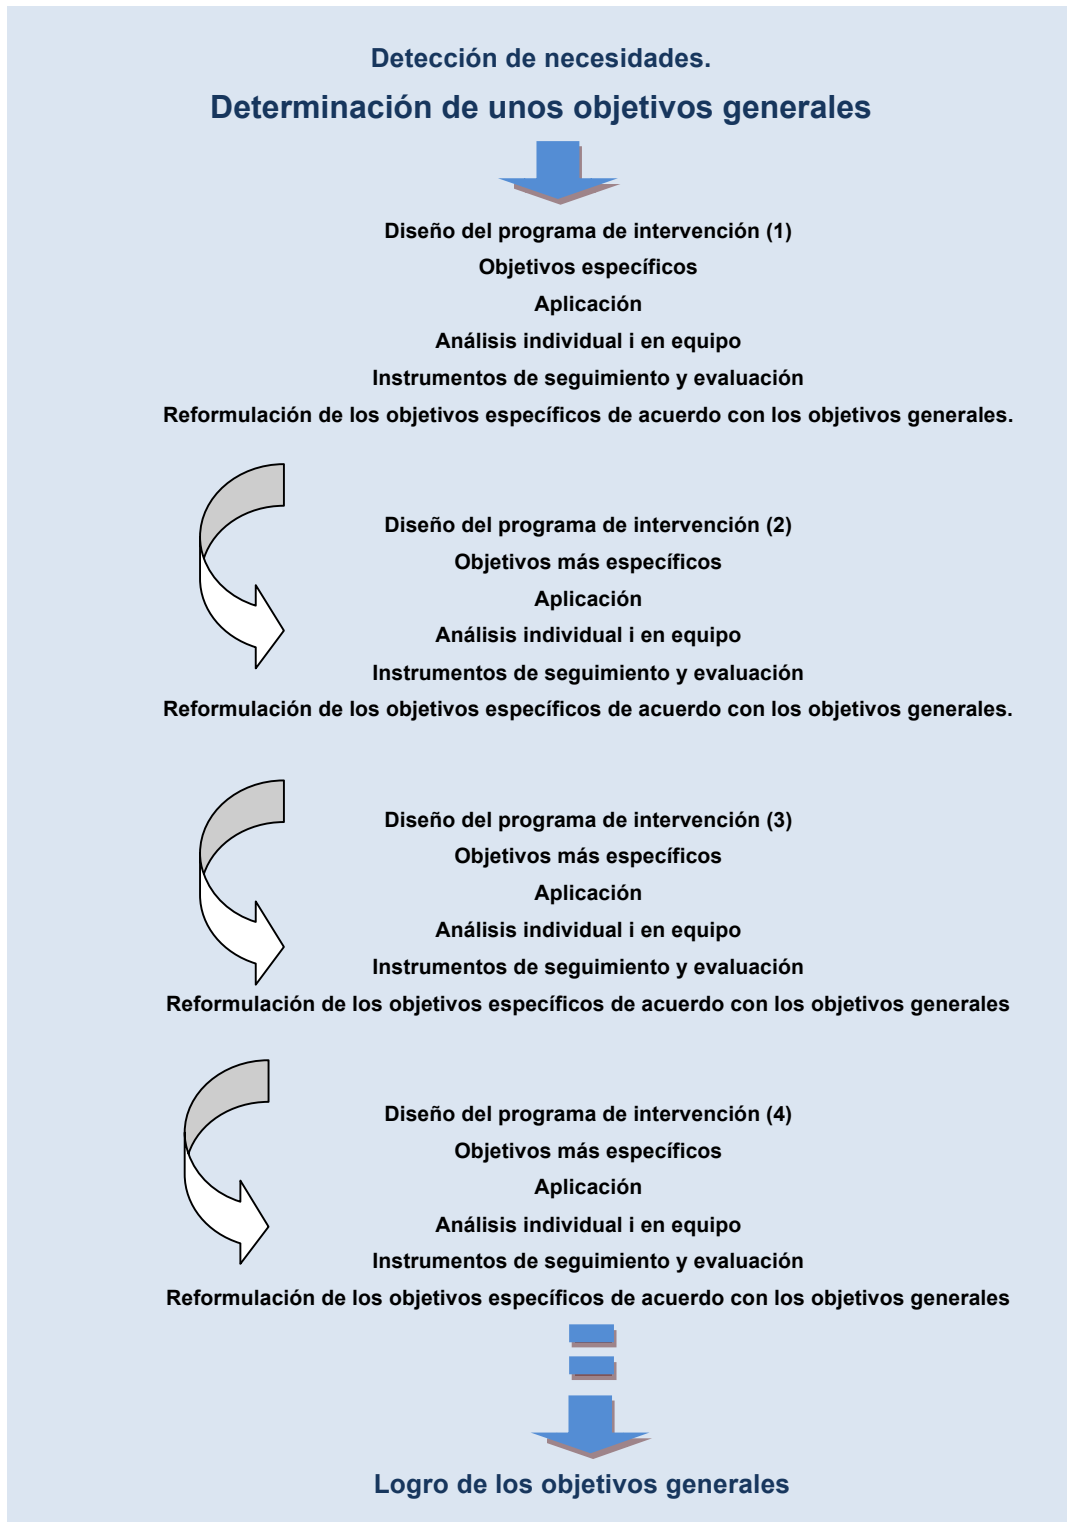 Detección de necesidades.
Determinación de unos objetivos generales
Diseño del programa de intervención (1)
Objetivos específicos
Aplicación
Análisis individual i en equipo
Instrumentos de seguimiento y evaluación
Reformulación de los objetivos específicos de acuerdo con los objetivos generales.
Diseño del programa de intervención (2)
Objetivos más específicos
Aplicación
Análisis individual i en equipo
Instrumentos de seguimiento y evaluación
Reformulación de los objetivos específicos de acuerdo con los objetivos generales.
Diseño del programa de intervención (3)
Objetivos más específicos
Aplicación
Análisis individual i en equipo
Instrumentos de seguimiento y evaluación
Reformulación de los objetivos específicos de acuerdo con los objetivos generales
Diseño del programa de intervención (4)
Objetivos más específicos
Aplicación
Análisis individual i en equipo
Instrumentos de seguimiento y evaluación
Reformulación de los objetivos específicos de acuerdo con los objetivos generales
Logro de los objetivos generales